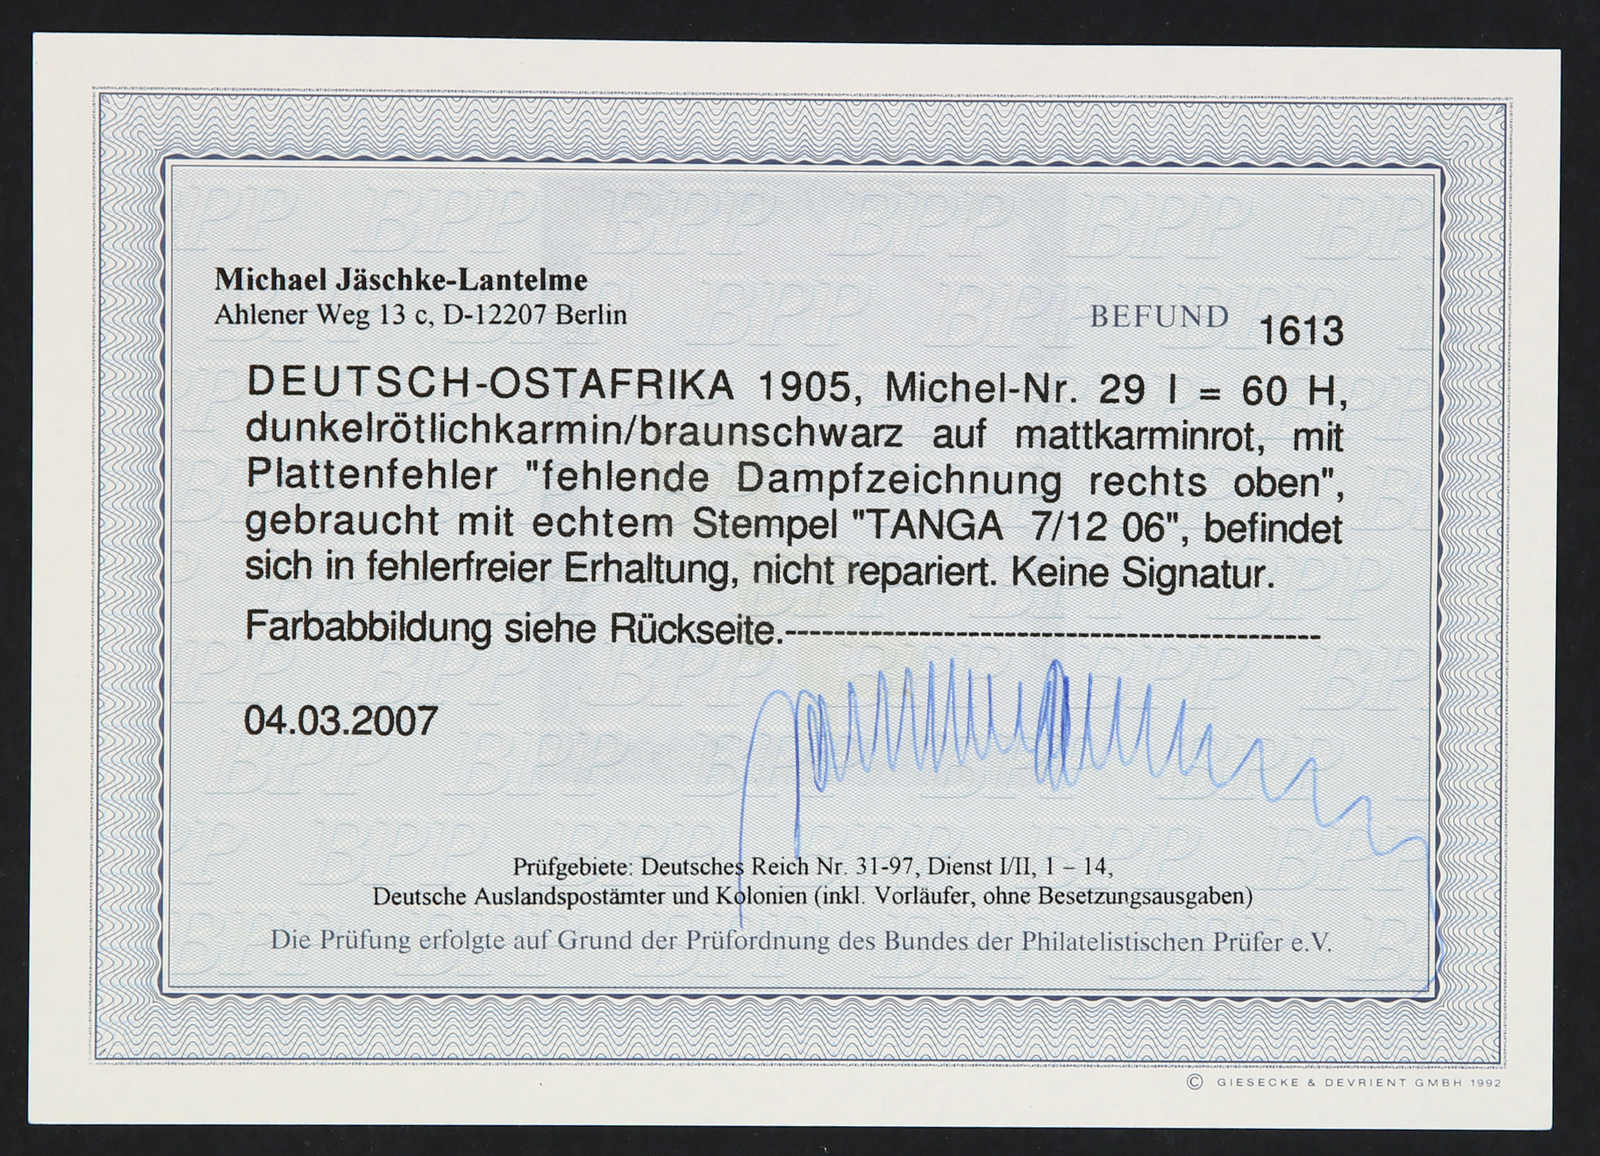 Michael Jäschke-Lantelme
Ahlener Weg 13 c, D-12207 Berlin
BEFUND 1613
DEUTSCH-OSTAFRIKA 1905, Michel-Nr. 29 I = 60 H,
dunkelrötlichkarmin/braunschwarz auf mattkarminrot, mit
Plattenfehler "fehlende Dampfzeichnung rechts oben",
gebraucht mit echtem Stempel "TANGA 7/12 06", befindet
sich in fehlerfreier Erhaltung, nicht repariert. Keine Signatur.
Farbabbildung siehe Rückseite.--------------------------------------------
04.03.2007
Prüfgebiete: Deutsches Reich Nr. 31-97, Dienst I/II, 1 – 14,
Deutsche Auslandspostämter und Kolonien (inkl. Vorläufer, ohne Besetzungsausgaben)
Die Prüfung erfolgte auf Grund der Prüfordnung des Bundes der Philatelistischen Prüfer e.V.
© GIESECKE & DEVRIENT GMBH 1992